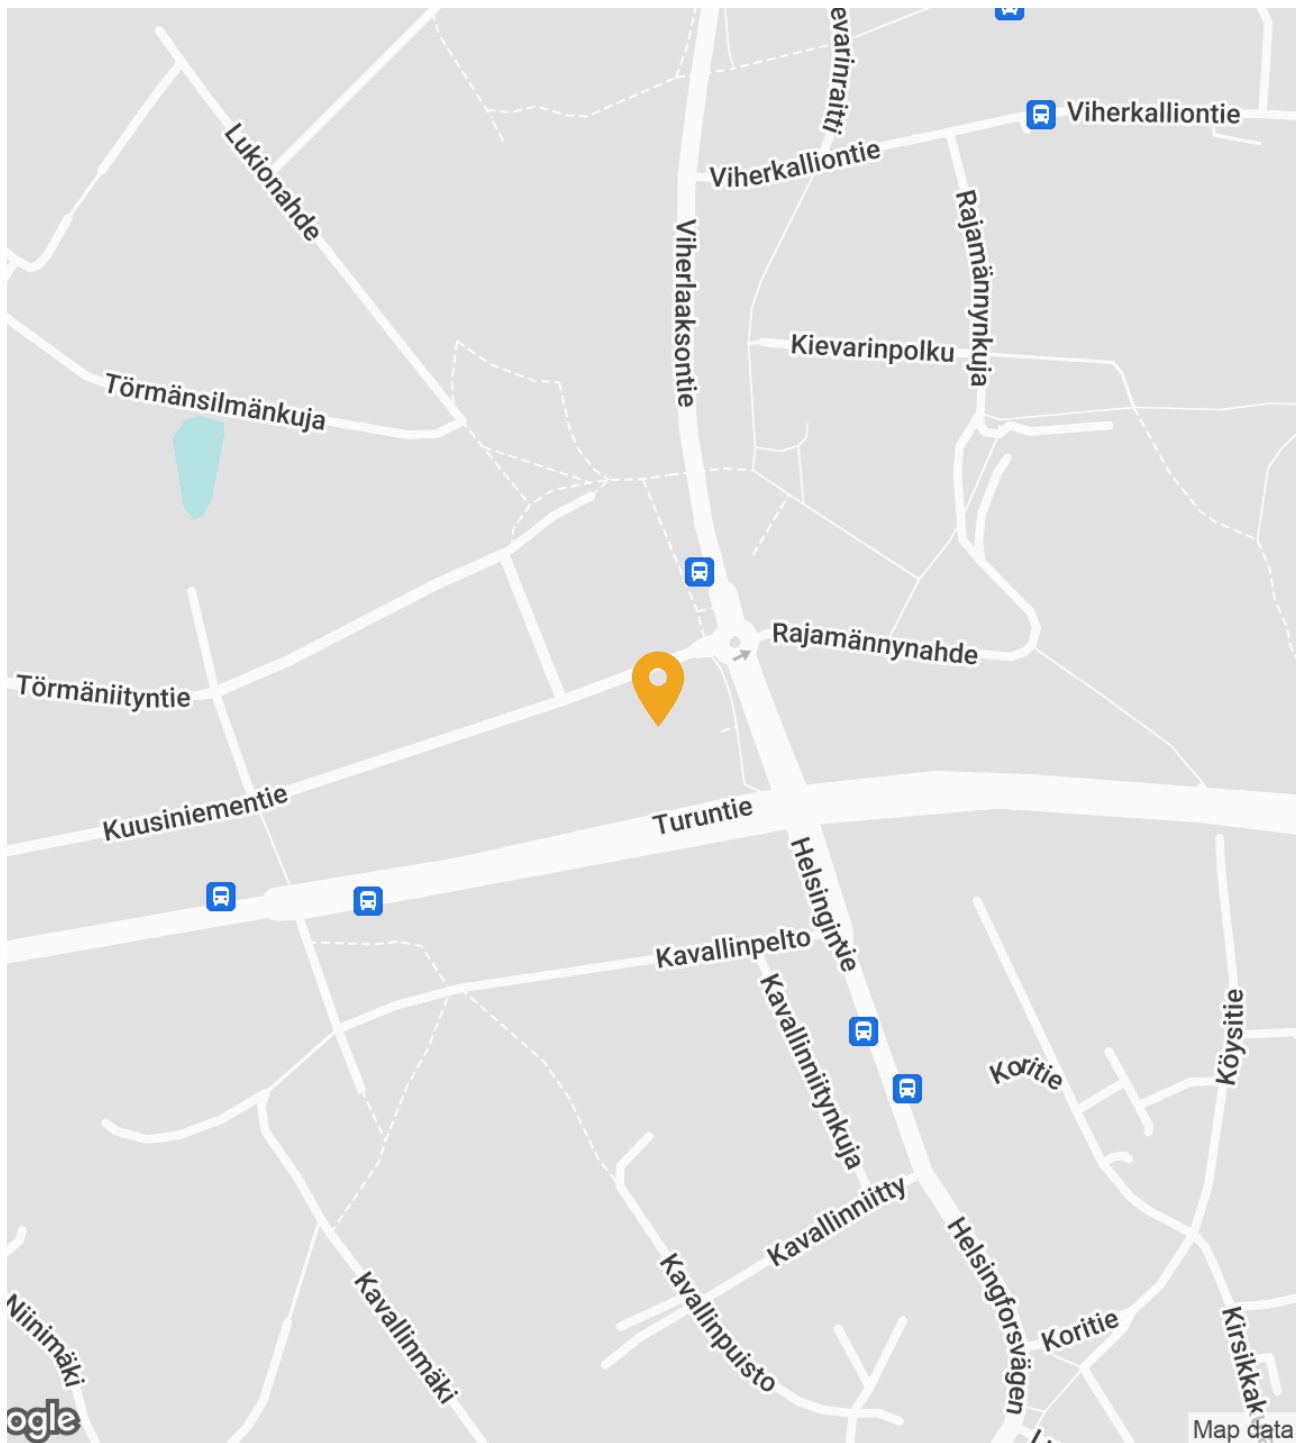 evarinraitti
Viherkalliontie
Viherkalliontie
Lukionahde
Rajamännynkuja
Viherlaaksontie
Kievarinpolku
Törmänsilmänkuja
Rajamännynahde
Törmäniityntie
Kuusiniementie
Turuntie
Helsingintie
Kavallinpelto
Kavallinniitynkuja
Köysitie
Koritie
Kavallinniitty
Helsingforsvägen
Kavallinpuisto
Kavallinmäki
Niinimäki
Koritie
Kirsikkak
ogle
Map data